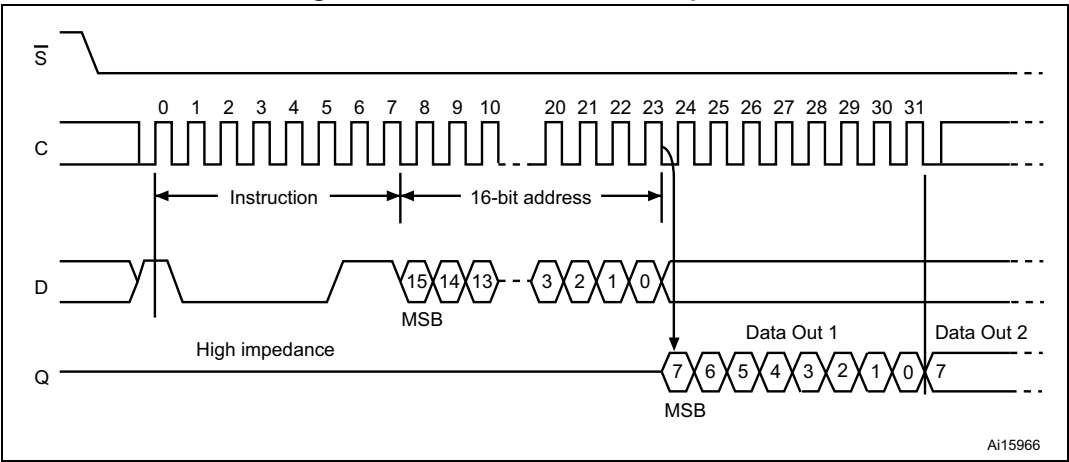 S̅
0 1 2 3 4 5 6 7 8 9 10 20 21 22 23 24 25 26 27 28 29 30 31
C
Instruction 16-bit address
D 15 14 13 3 2 1 0
MSB
High impedance Data Out 1 Data Out 2
Q 7 6 5 4 3 2 1 0 7
MSB
Ai15966